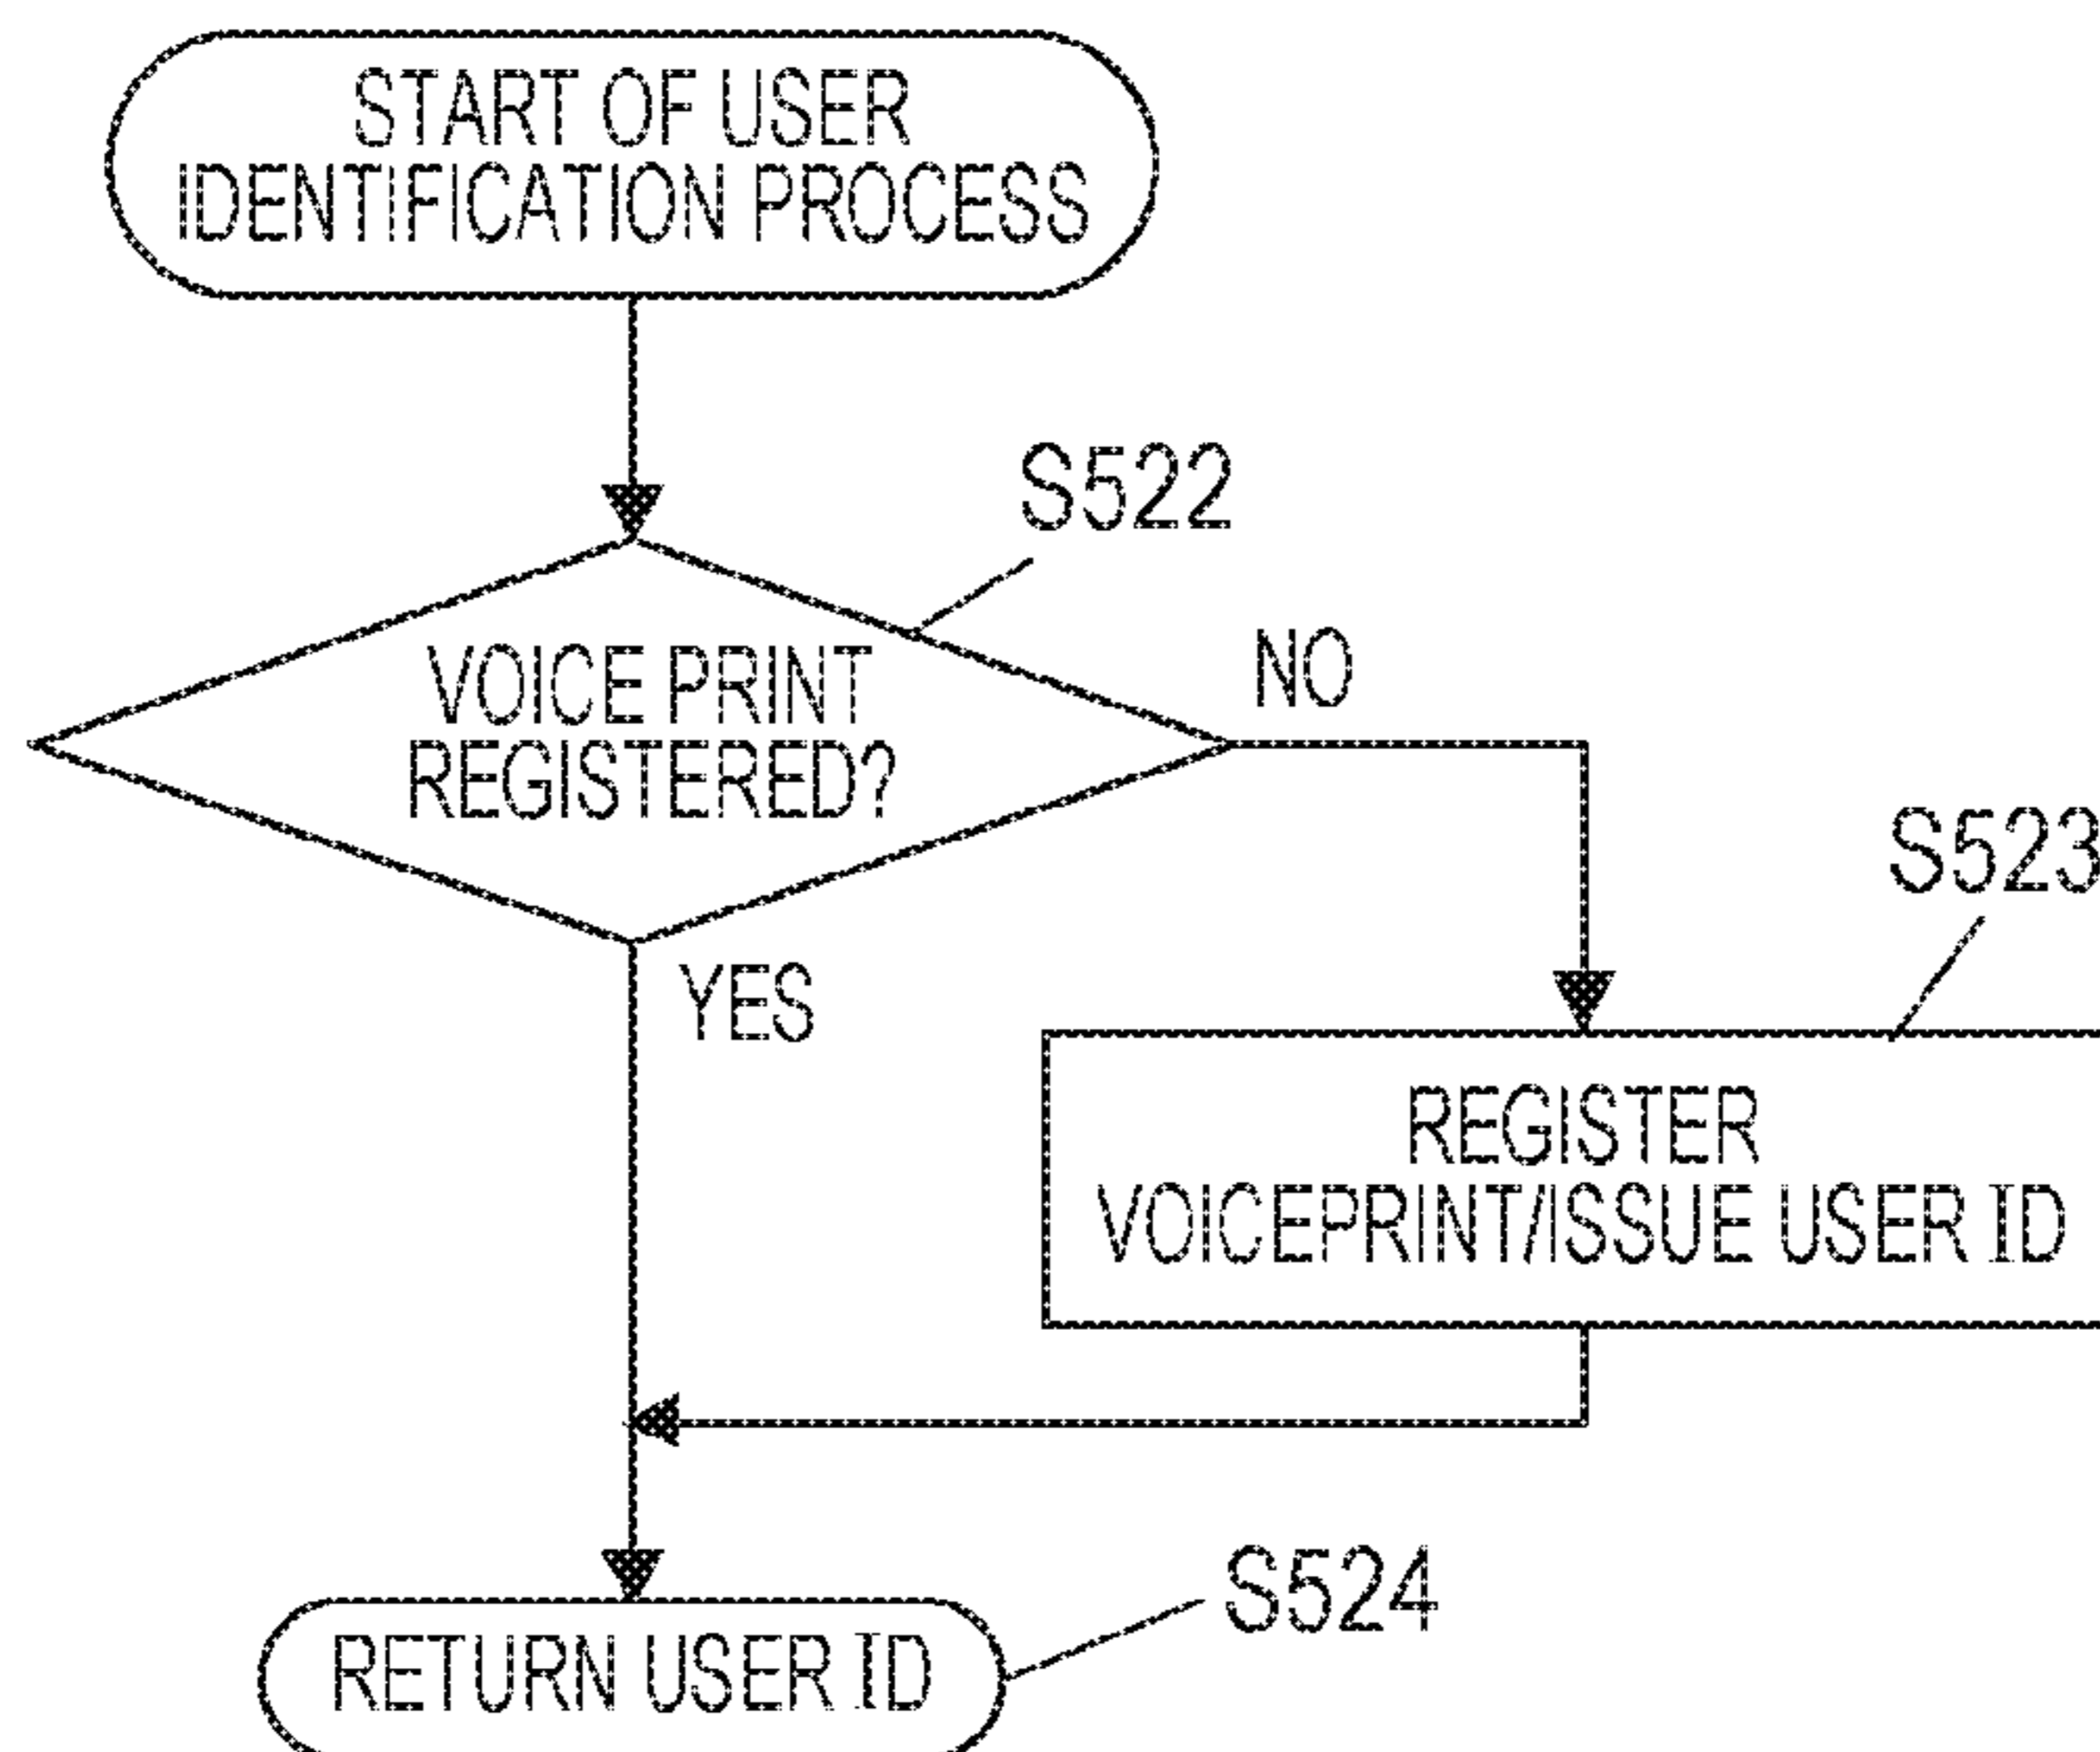 START OF USER
IDENTIFICATION PROCESS
S522
VOICE PRINT
REGISTERED?
NO
YES
S523
REGISTER
VOICEPRINT/ISSUE USER ID
S524
RETURN USER ID